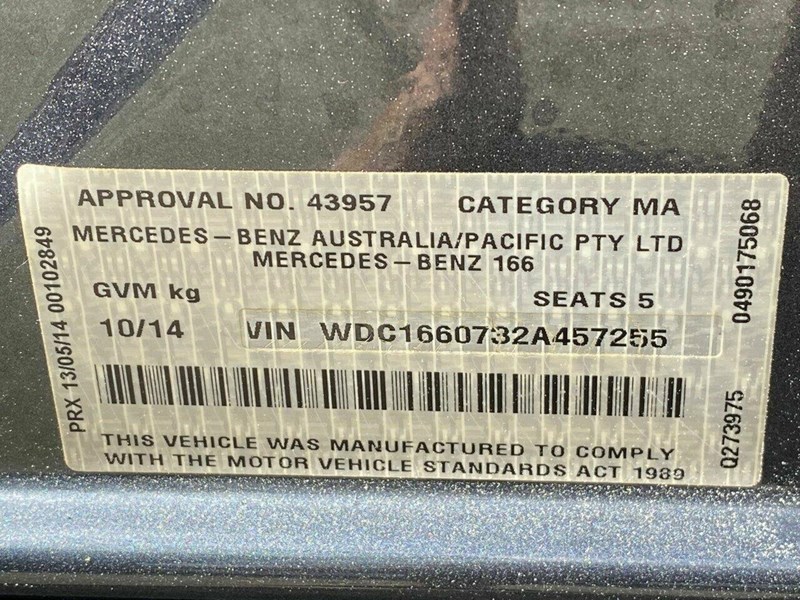 APPROVAL NO. 43957 CATEGORY MA
MERCEDES-BENZ AUSTRALIA/PACIFIC PTY LTD
MERCEDES-BENZ 166
GVM kg SEATS 5
10/14 VIN WDC1660732A457255
THIS VEHICLE WAS MANUFACTURED TO COMPLY
WITH THE MOTOR VEHICLE STANDARDS ACT 1989
PRX 13/05/14 00102849
0490175068
Q273975